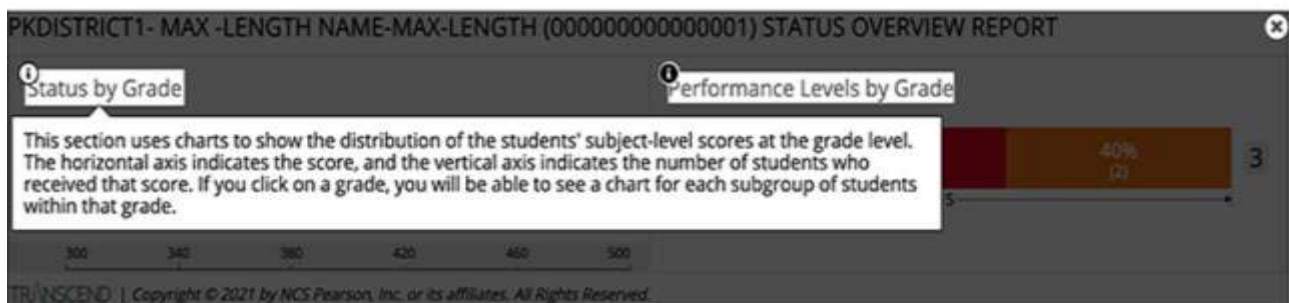 PKDISTRICT1- MAX -LENGTH NAME-MAX-LENGTH (000000000000001) STATUS OVERVIEW REPORT
Status by Grade
Performance Levels by Grade
This section uses charts to show the distribution of the students' subject-level scores at the grade level.
The horizontal axis indicates the score, and the vertical axis indicates the number of students who
received that score. If you click on a grade, you will be able to see a chart for each subgroup of students
within that grade.
40%
(2)
3
5
300 340 380 420 460 500
TRANSCEND | Copyright © 2021 by NCS Pearson, Inc. or its affiliates. All Rights Reserved.